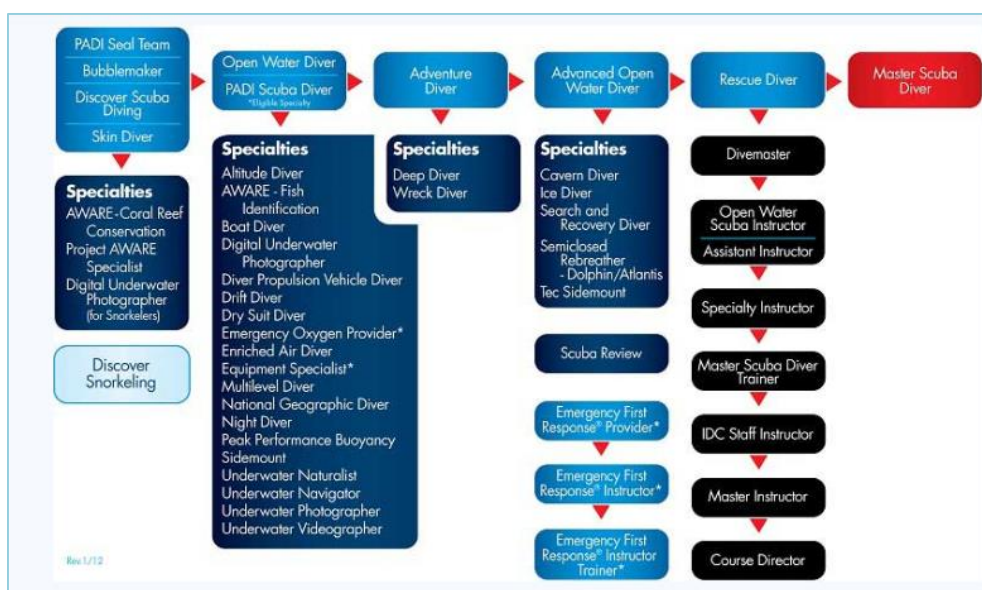 PADI Seal Team
Bubblemaker
Discover Scuba
Diving
Skin Diver
Specialties
AWARE-Coral Reef
Conservation
Project AWARE
Specialist
Digital Underwater
Photographer
(for Snorkelers)
Discover
Snorkeling
Open Water Diver
PADI Scuba Diver
*Eligible Specialty
Specialties
Altitude Diver
AWARE - Fish
Identification
Boat Diver
Digital Underwater
Photographer
Diver Propulsion Vehicle Diver
Drift Diver
Dry Suit Diver
Emergency Oxygen Provider*
Enriched Air Diver
Equipment Specialist*
Multilevel Diver
National Geographic Diver
Night Diver
Peak Performance Buoyancy
Sidemount
Underwater Naturalist
Underwater Navigator
Underwater Photographer
Underwater Videographer
Adventure
Diver
Specialties
Deep Diver
Wreck Diver
Advanced Open
Water Diver
Specialties
Cavern Diver
Ice Diver
Search and
Recovery Diver
Semiclosed
Rebreather
- Dolphin/Atlantis
Tec Sidemount
Scuba Review
Emergency First
Response® Provider*
Emergency First
Response® Instructor*
Emergency First
Response® Instructor
Trainer*
Rescue Diver
Divemaster
Open Water
Scuba Instructor
Assistant Instructor
Specialty Instructor
Master Scuba Diver
Trainer
IDC Staff Instructor
Master Instructor
Course Director
Master Scuba
Diver
Rev.1/12